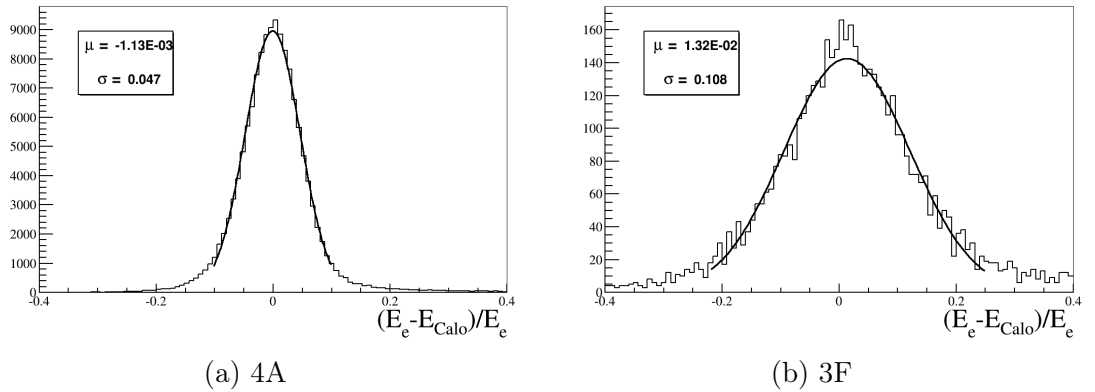 9000
8000
7000
6000
5000
4000
3000
2000
1000
0
-0.4 -0.2 0 0.2 0.4
μ = -1.13E-03
σ = 0.047
(E_e-E_Calo)/E_e
(a) 4A
160
140
120
100
80
60
40
20
0
-0.4 -0.2 0 0.2 0.4
μ = 1.32E-02
σ = 0.108
(E_e-E_Calo)/E_e
(b) 3F